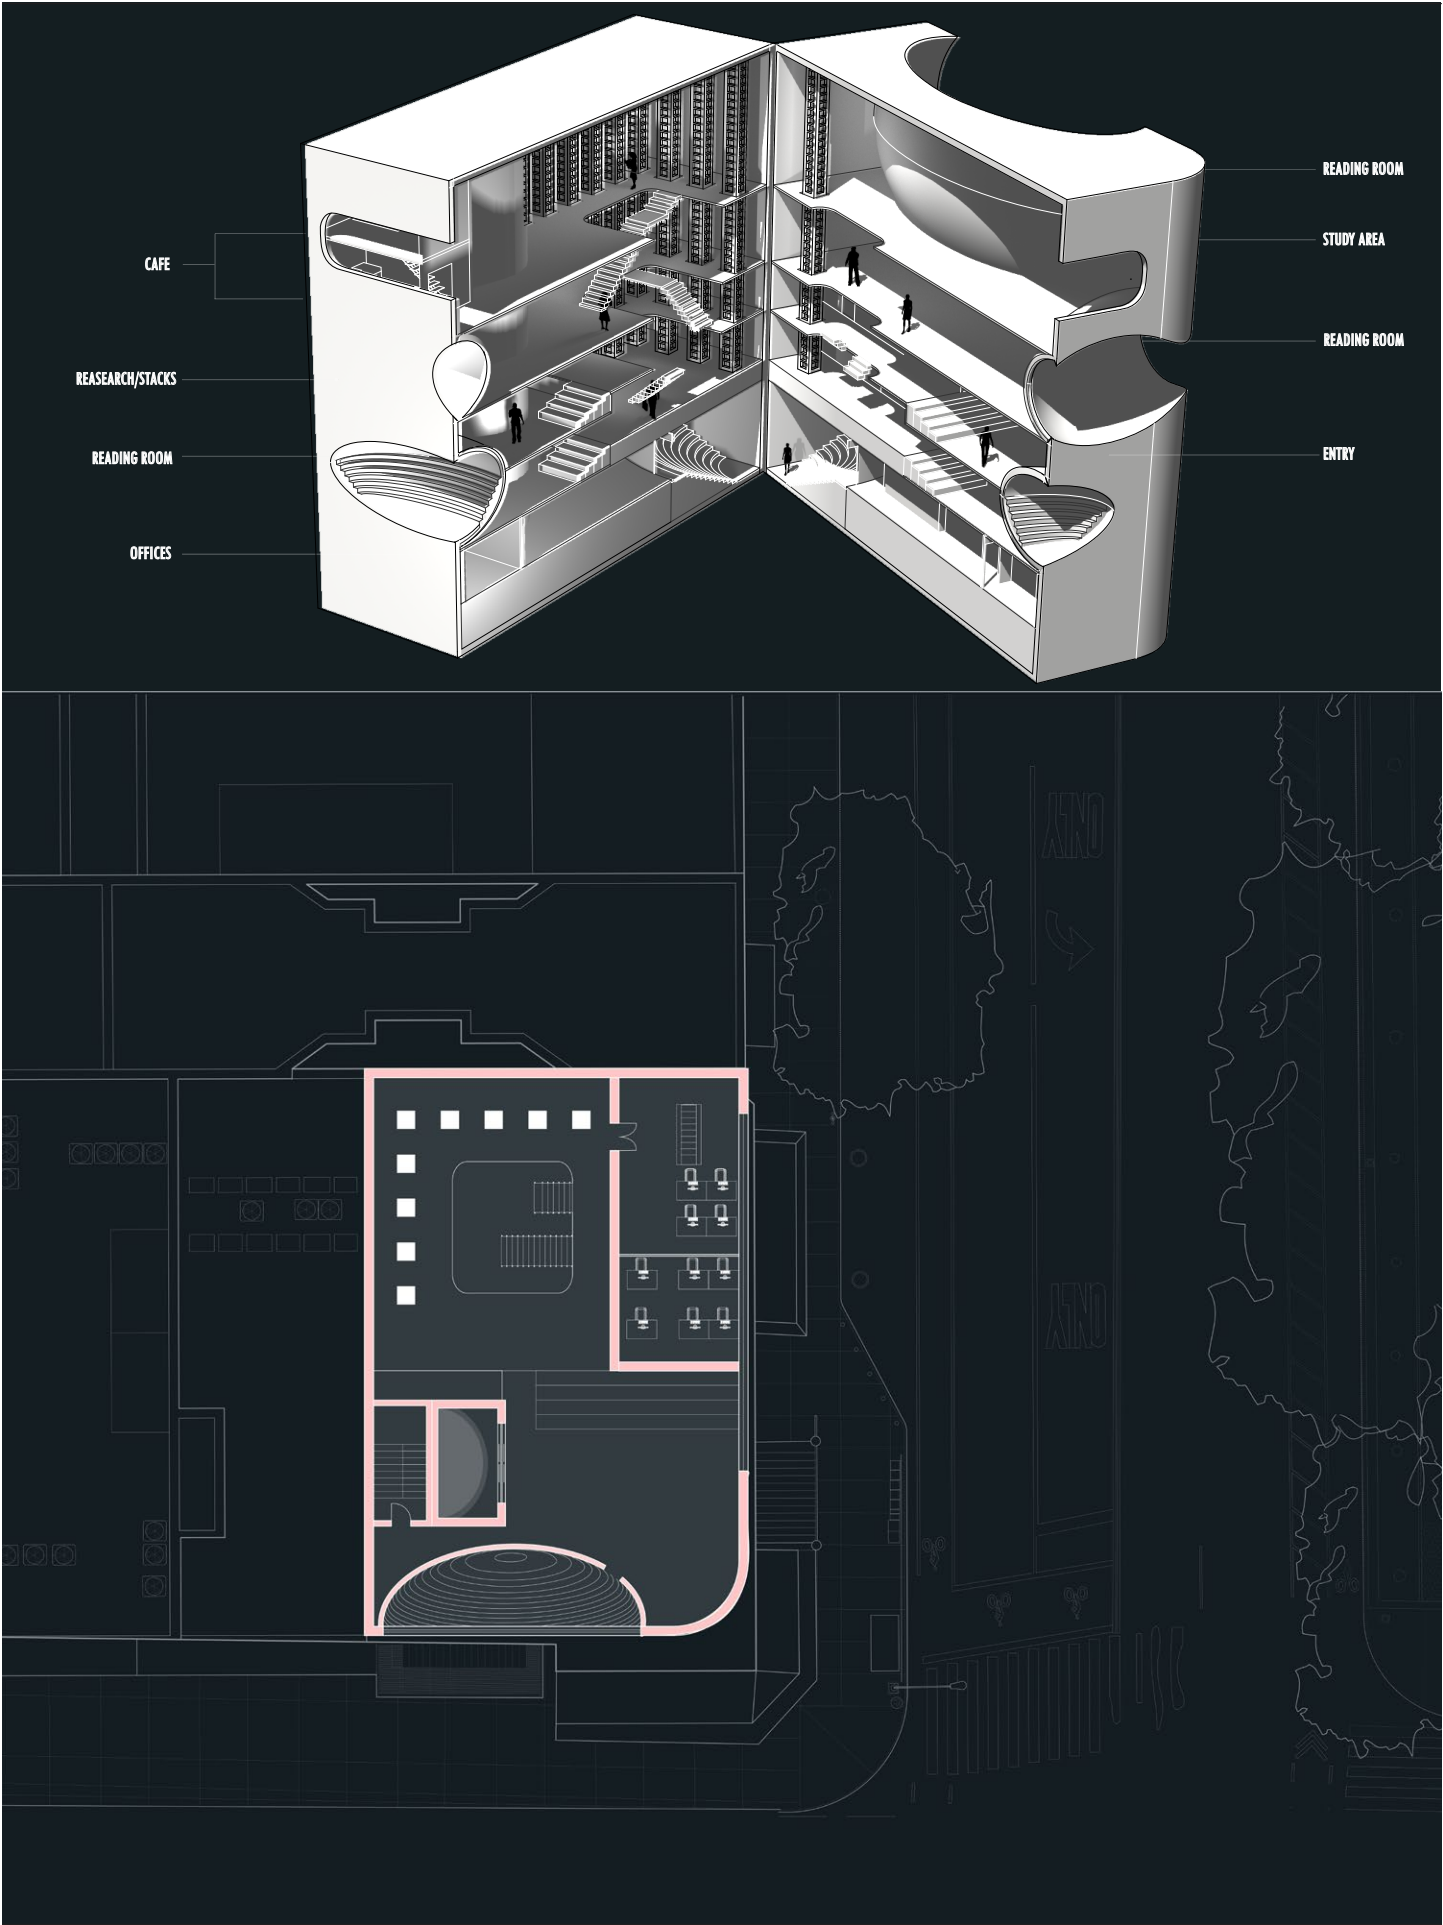 READING ROOM
STUDY AREA
CAFE
READING ROOM
REASEARCH/STACKS
READING ROOM
ENTRY
OFFICES
ONLY
ONLY